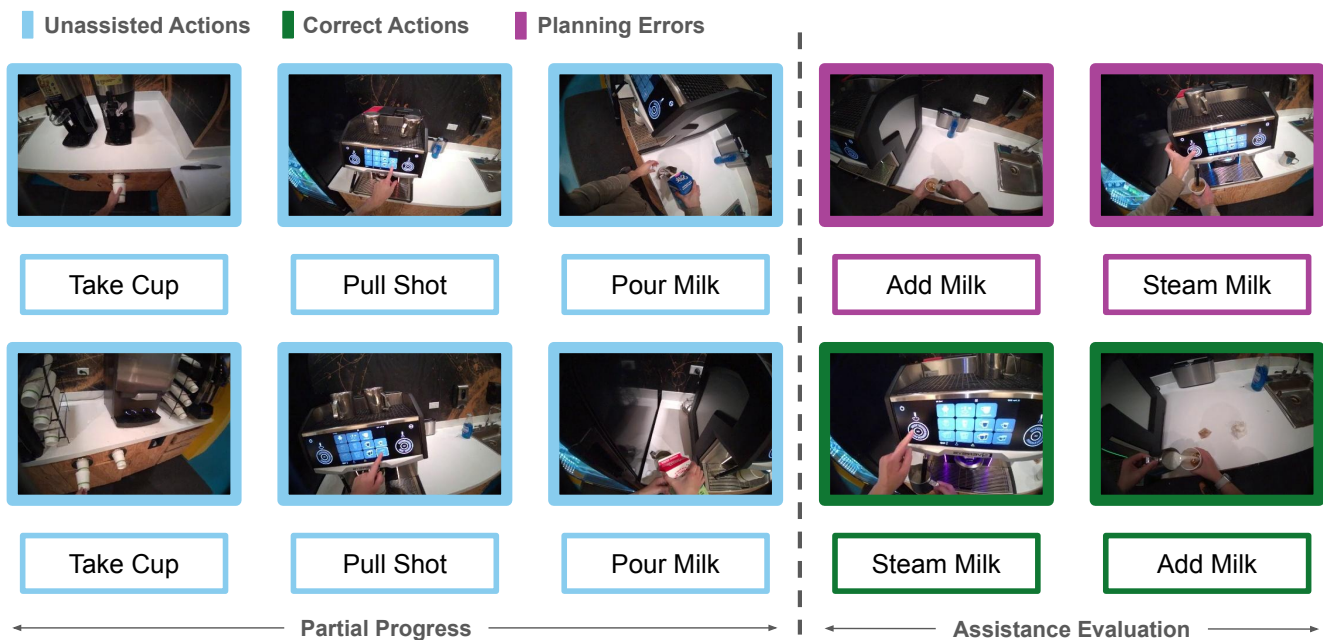 Unassisted Actions Correct Actions Planning Errors
Take Cup Pull Shot Pour Milk Add Milk Steam Milk
Take Cup Pull Shot Pour Milk Steam Milk Add Milk
Partial Progress Assistance Evaluation